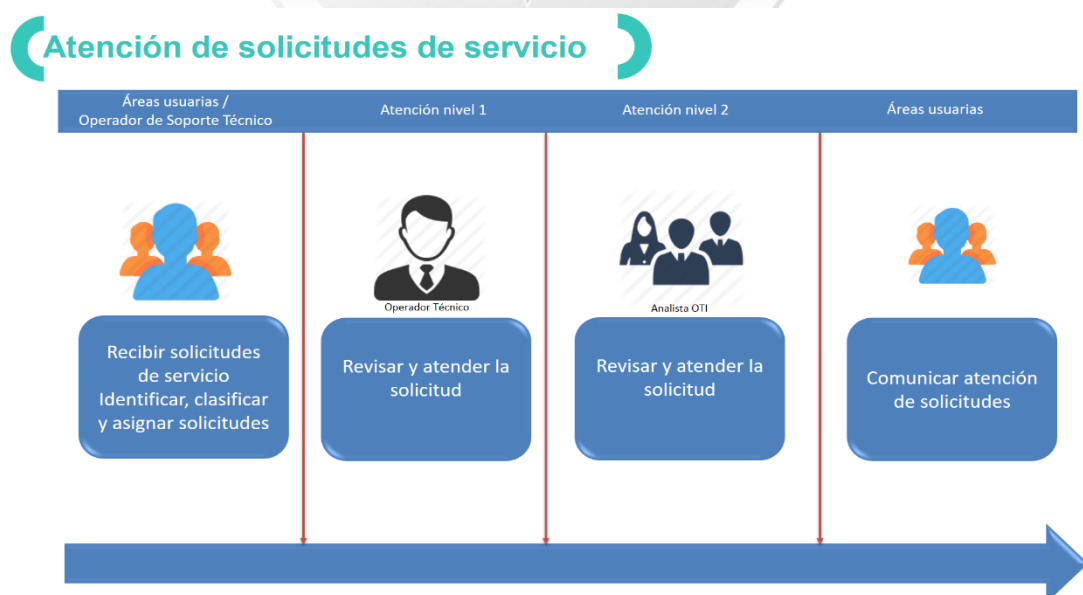 Atención de solicitudes de servicio
Áreas usuarias /
Operador de Soporte Técnico
Atención nivel 1
Atención nivel 2
Áreas usuarias
Operador Técnico
Analista OTI
Recibir solicitudes
de servicio
Identificar, clasificar
y asignar solicitudes
Revisar y atender la
solicitud
Revisar y atender la
solicitud
Comunicar atención
de solicitudes